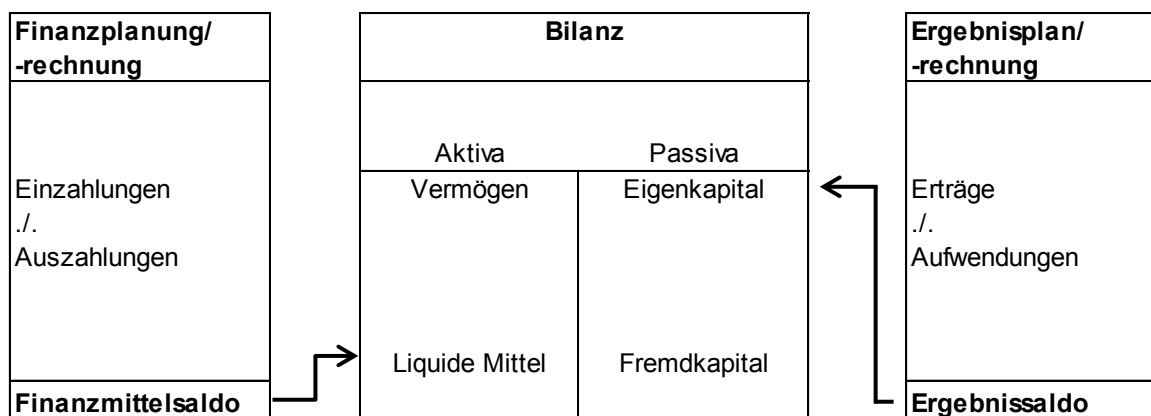 Finanzplanung/
-rechnung
Einzahlungen
./.
Auszahlungen
Finanzmittelsaldo
Bilanz
Aktiva Passiva
Vermögen Eigenkapital
Liquide Mittel Fremdkapital
Ergebnisplan/
-rechnung
Erträge
./.
Aufwendungen
Ergebnissaldo